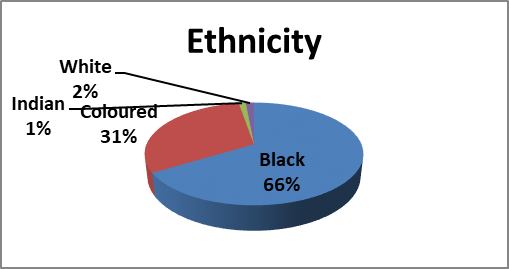 Ethnicity
White
2%
Indian
1%
Coloured
31%
Black
66%